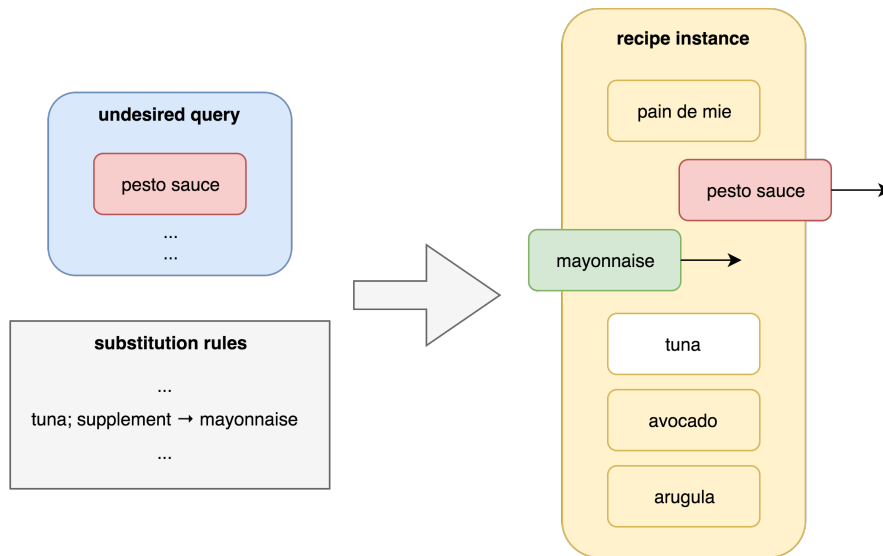 undesired query
pesto sauce
...
...
substitution rules
...
tuna; supplement → mayonnaise
...
recipe instance
pain de mie
pesto sauce
mayonnaise
tuna
avocado
arugula